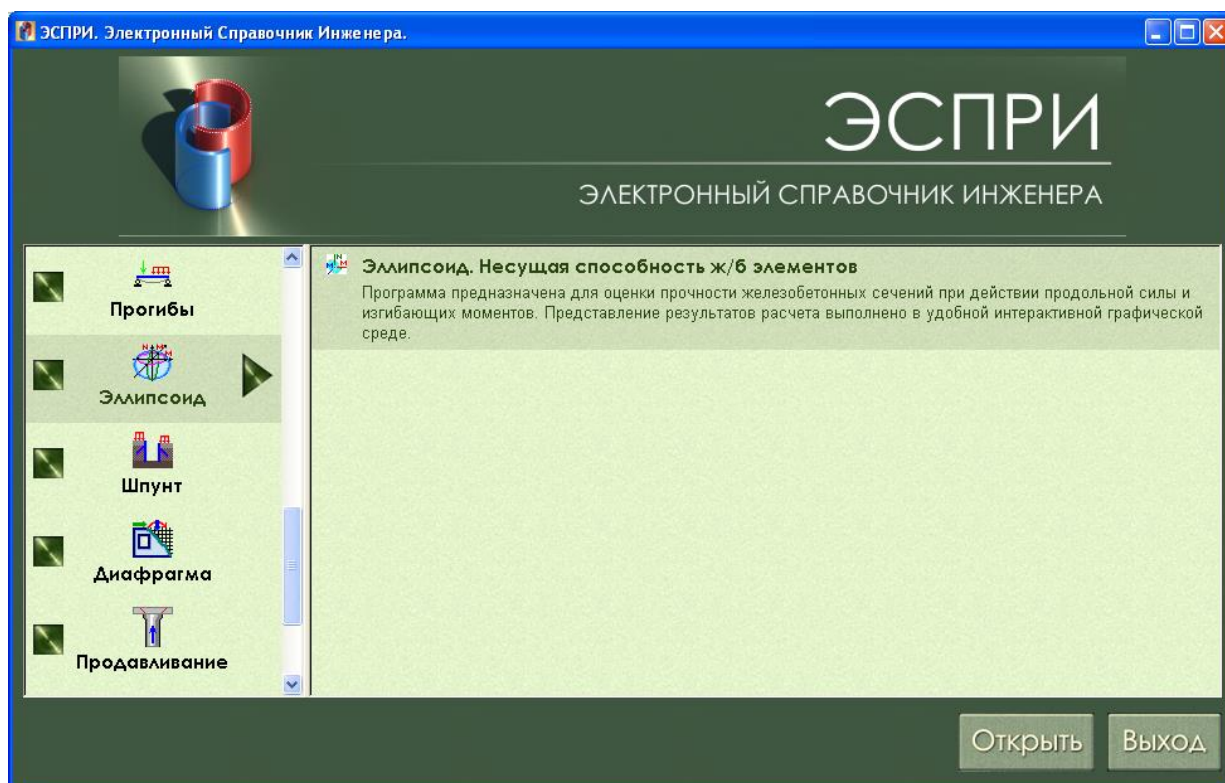 ЭСПРИ. Электронный Справочник Инженера.
ЭСПРИ
ЭЛЕКТРОННЫЙ СПРАВОЧНИК ИНЖЕНЕРА
Прогибы
Эллипсоид
Шпунт
Диафрагма
Продавливание
Эллипсоид. Несущая способность ж/б элементов
Программа предназначена для оценки прочности железобетонных сечений при действии продольной силы и
изгибающих моментов. Представление результатов расчета выполнено в удобной интерактивной графической
среде.
Открыть
Выход